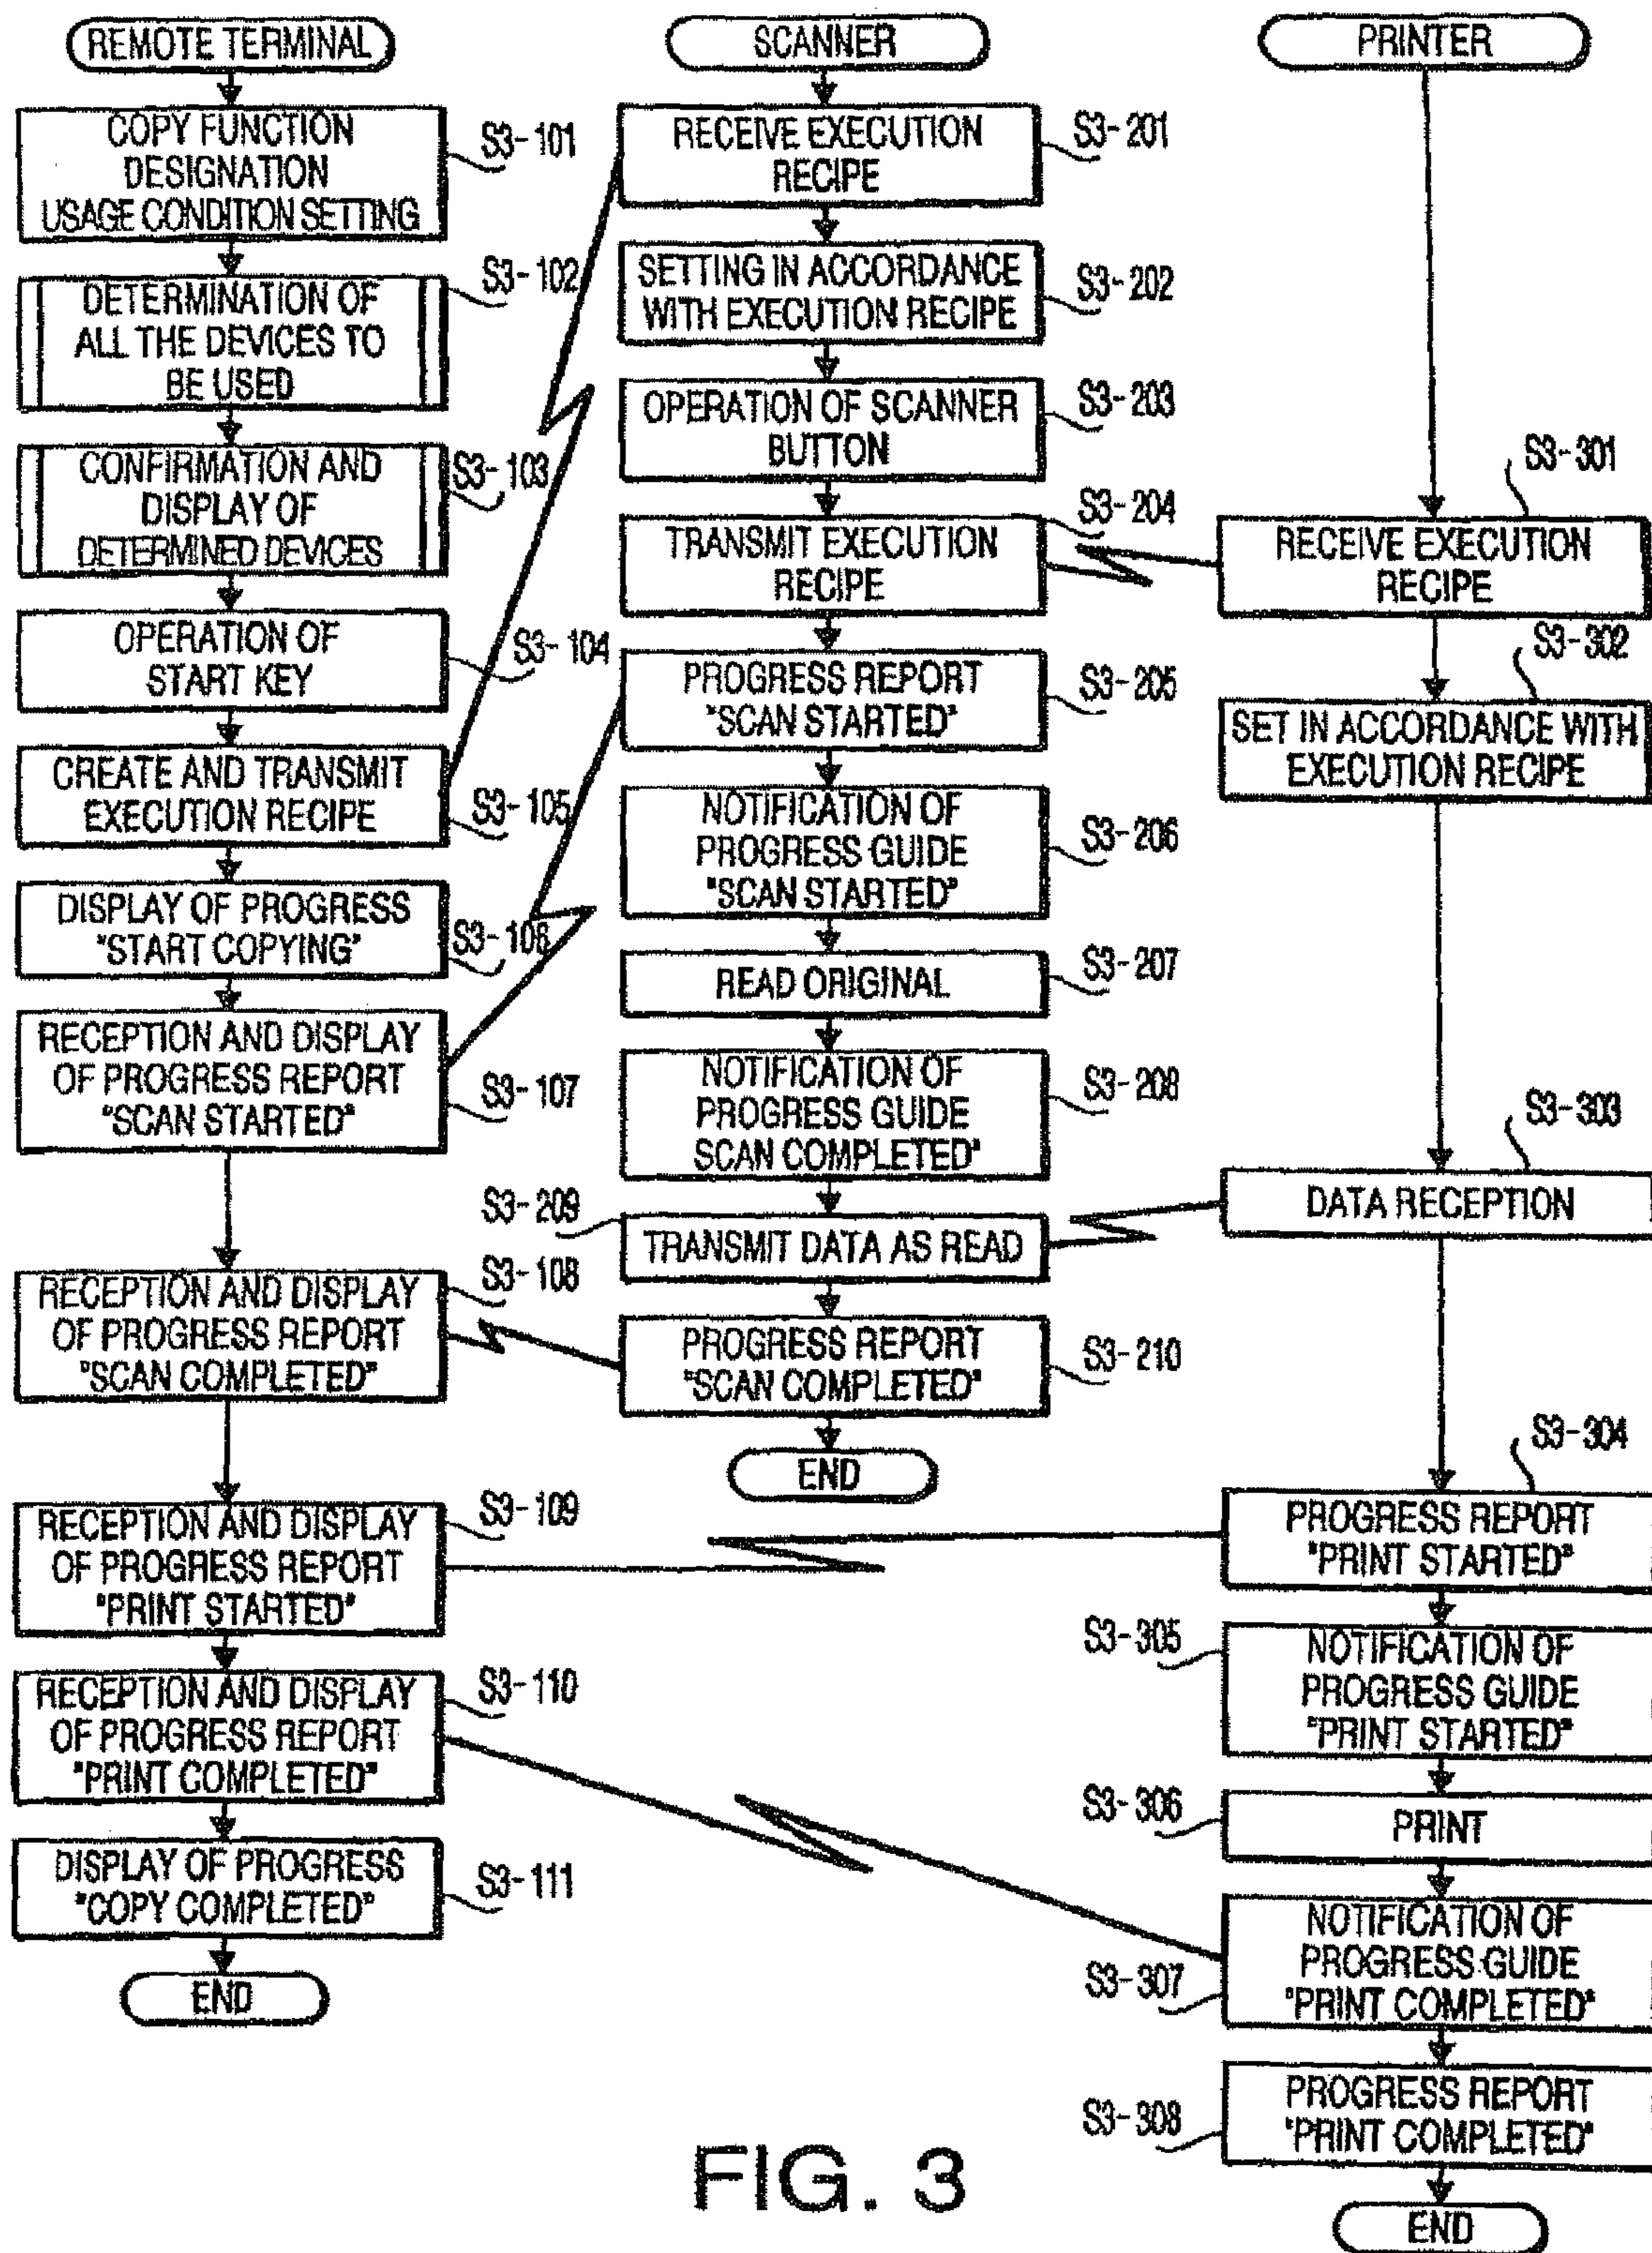 REMOTE TERMINAL
COPY FUNCTION
DESIGNATION
USAGE CONDITION SETTING
S3-101
DETERMINATION OF
ALL THE DEVICES TO
BE USED
S3-102
CONFIRMATION AND
DISPLAY OF
DETERMINED DEVICES
S3-103
OPERATION OF
START KEY
S3-104
CREATE AND TRANSMIT
EXECUTION RECIPE
S3-105
DISPLAY OF PROGRESS
"START COPYING"
S3-106
RECEPTION AND DISPLAY
OF PROGRESS REPORT
"SCAN STARTED"
S3-107
RECEPTION AND DISPLAY
OF PROGRESS REPORT
"SCAN COMPLETED"
S3-108
RECEPTION AND DISPLAY
OF PROGRESS REPORT
"PRINT STARTED"
S3-109
RECEPTION AND DISPLAY
OF PROGRESS REPORT
"PRINT COMPLETED"
S3-110
DISPLAY OF PROGRESS
"COPY COMPLETED"
S3-111
END
SCANNER
RECEIVE EXECUTION
RECIPE
S3-201
SETTING IN ACCORDANCE
WITH EXECUTION RECIPE
S3-202
OPERATION OF SCANNER
BUTTON
S3-203
TRANSMIT EXECUTION
RECIPE
S3-204
PROGRESS REPORT
"SCAN STARTED"
S3-205
NOTIFICATION OF
PROGRESS GUIDE
"SCAN STARTED"
S3-206
READ ORIGINAL
S3-207
NOTIFICATION OF
PROGRESS GUIDE
SCAN COMPLETED"
S3-208
S3-209
TRANSMIT DATA AS READ
PROGRESS REPORT
"SCAN COMPLETED"
S3-210
END
PRINTER
S3-301
RECEIVE EXECUTION
RECIPE
S3-302
SET IN ACCORDANCE WITH
EXECUTION RECIPE
S3-303
DATA RECEPTION
S3-304
PROGRESS REPORT
"PRINT STARTED"
S3-305
NOTIFICATION OF
PROGRESS GUIDE
"PRINT STARTED"
S3-306
PRINT
NOTIFICATION OF
PROGRESS GUIDE
"PRINT COMPLETED"
S3-307
PROGRESS REPORT
"PRINT COMPLETED"
S3-308
END
FIG. 3